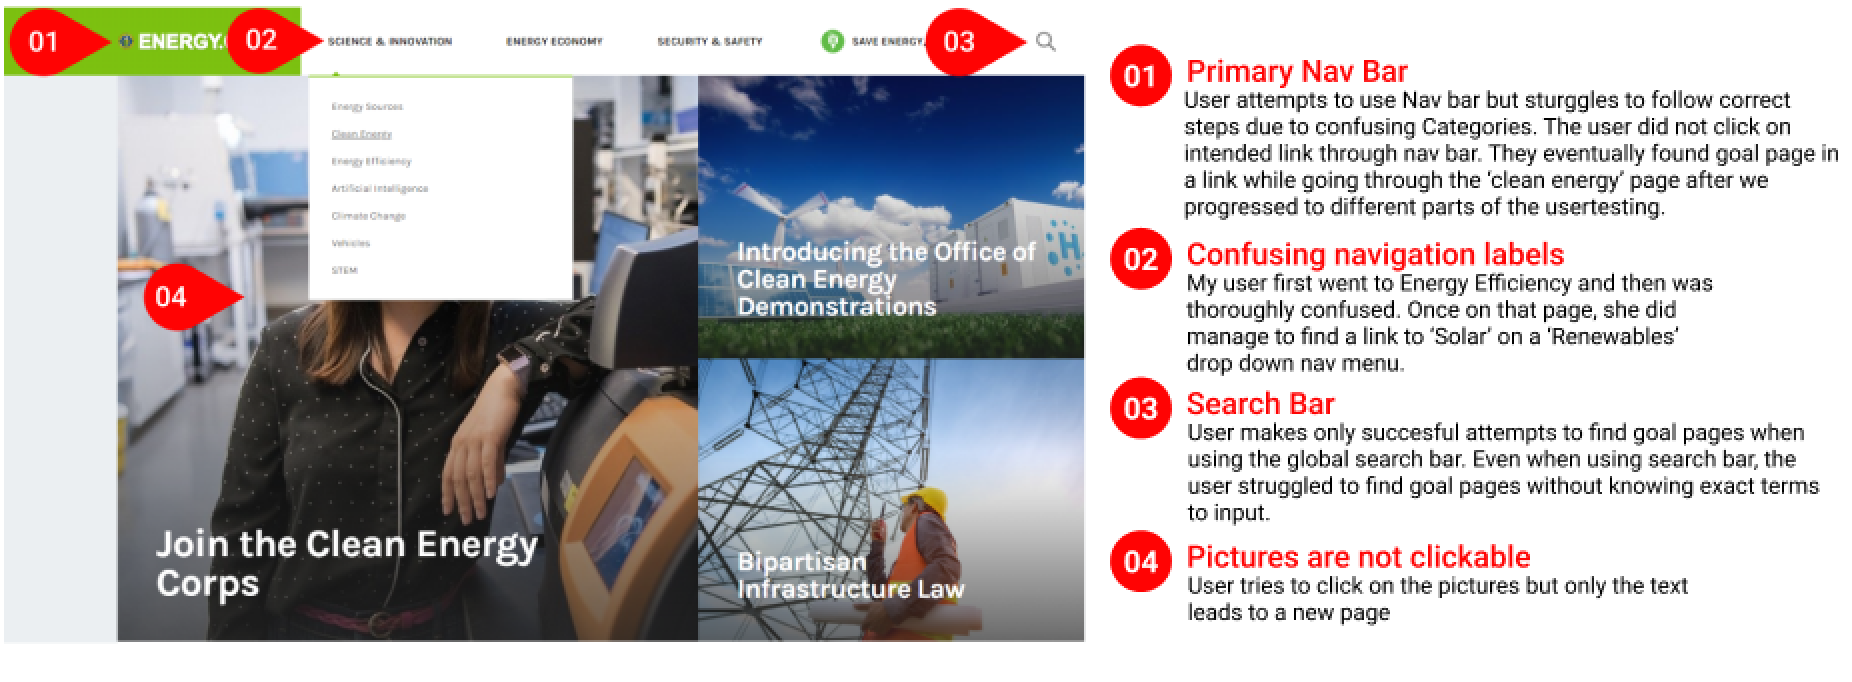 01
ENERGY.
02
SCIENCE & INNOVATION
ENERGY ECONOMY
SECURITY & SAFETY
SAVE ENERGY,
03
Energy Sources
Clean Energy
Energy Efficiency
Artificial Intelligence
Climate Change
Vehicles
STEM
04
Join the Clean Energy
Corps
Introducing the Office of
Clean Energy
Demonstrations
H
Bipartisan
Infrastructure Law
01
Primary Nav Bar
User attempts to use Nav bar but sturggles to follow correct
steps due to confusing Categories. The user did not click on
intended link through nav bar. They eventually found goal page in
a link while going through the ‘clean energy’ page after we
progressed to different parts of the usertesting.
02
Confusing navigation labels
My user first went to Energy Efficiency and then was
thoroughly confused. Once on that page, she did
manage to find a link to ‘Solar’ on a ‘Renewables’
drop down nav menu.
03
Search Bar
User makes only succesful attempts to find goal pages when
using the global search bar. Even when using search bar, the
user struggled to find goal pages without knowing exact terms
to input.
04
Pictures are not clickable
User tries to click on the pictures but only the text
leads to a new page